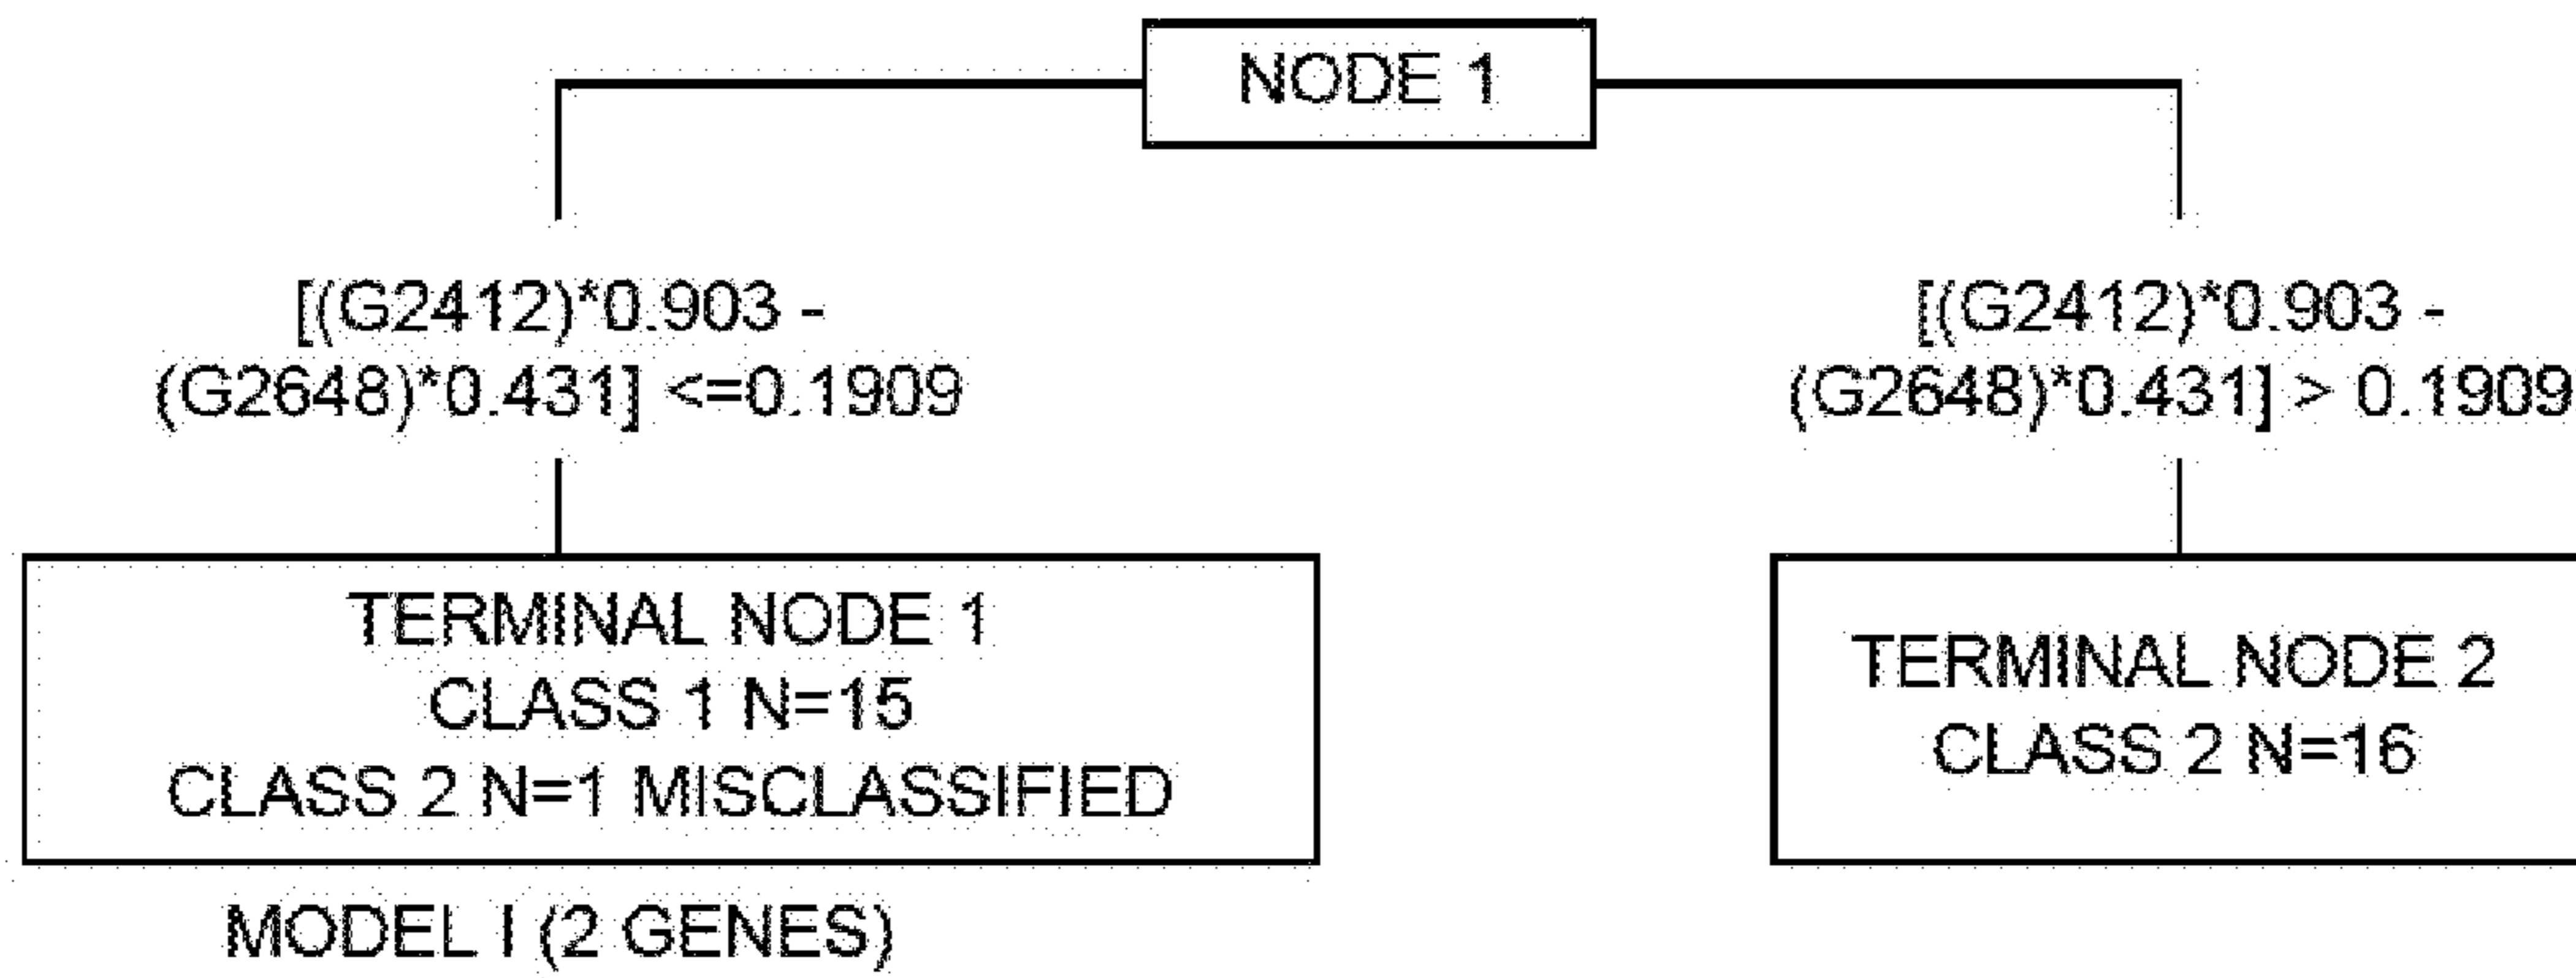 NODE 1
[(G2412)*0.903 -
(G2648)*0.431] <=0.1909
[(G2412)*0.903 -
(G2648)*0.431] > 0.1909
TERMINAL NODE 1
CLASS 1 N=15
CLASS 2 N=1 MISCLASSIFIED
TERMINAL NODE 2
CLASS 2 N=16
MODEL I (2 GENES)